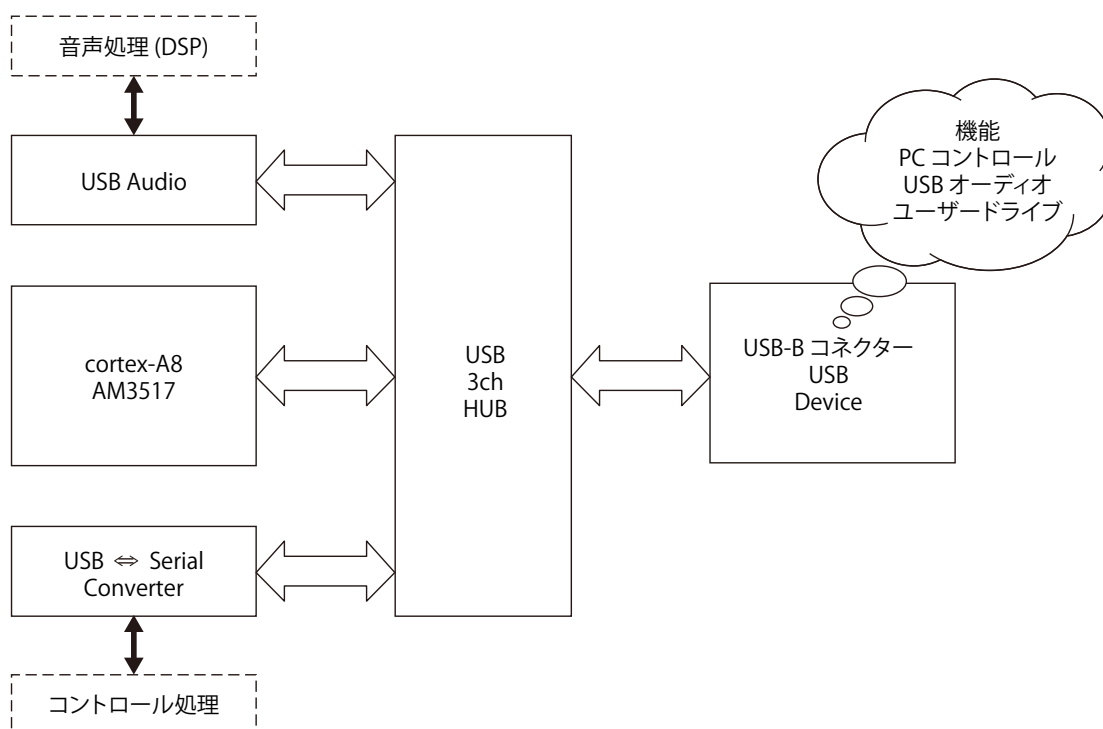 音声処理 (DSP)
USB Audio
cortex-A8
AM3517
USB ⇔ Serial
Converter
コントロール処理
USB
3ch
HUB
機能
PC コントロール
USB オーディオ
ユーザードライブ
USB-B コネクター
USB
Device